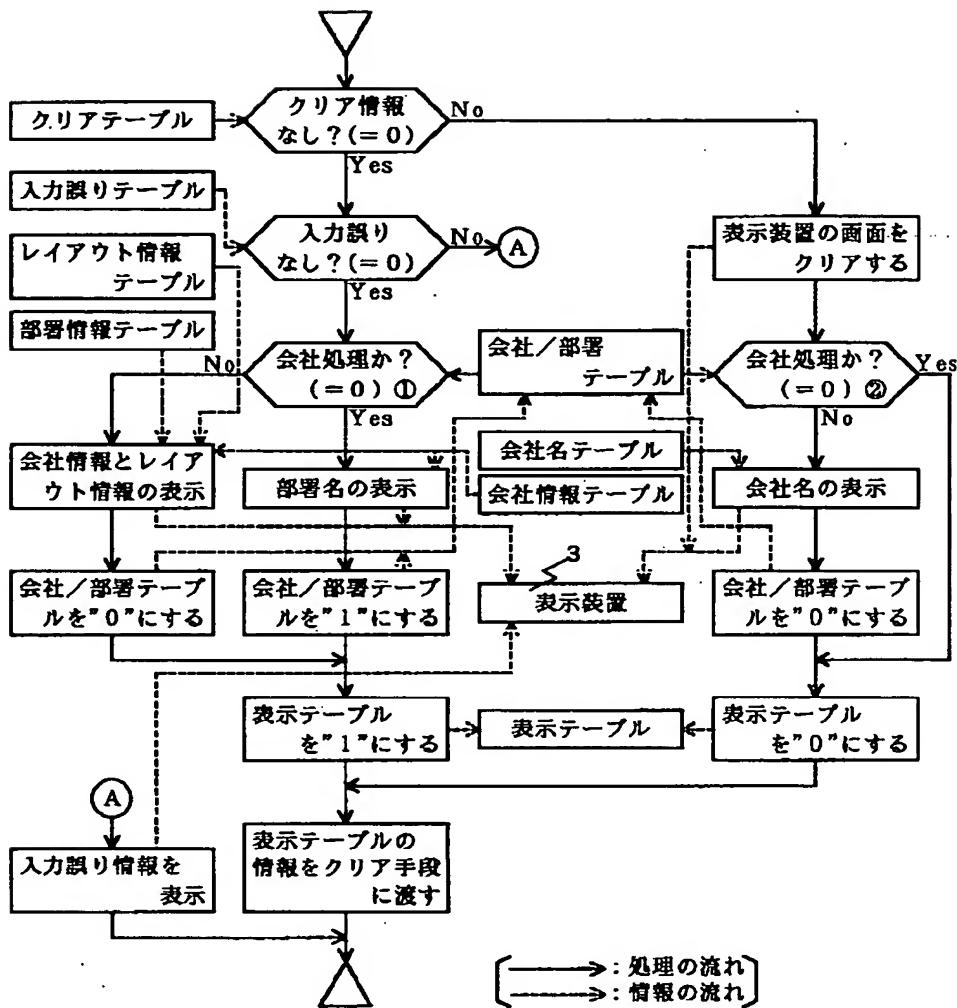 クリアテーブル
クリア情報
なし?(=0)
No
Yes
入力誤りテーブル
入力誤り
なし?(=0)
No
A
Yes
レイアウト情報
テーブル
表示装置の画面を
クリアする
部署情報テーブル
No
会社処理か?
(=0)①
Yes
会社/部署
テーブル
会社処理か?
(=0)②
Yes
No
会社情報とレイア
ウト情報の表示
部署名の表示
会社名テーブル
会社情報テーブル
会社名の表示
会社/部署テーブ
ルを"0"にする
会社/部署テーブ
ルを"1"にする
3
表示装置
会社/部署テーブ
ルを"0"にする
表示テーブル
を"1"にする
表示テーブル
表示テーブル
を"0"にする
A
入力誤り情報を
表示
表示テーブルの
情報をクリア手段
に渡す
:処理の流れ
:情報の流れ